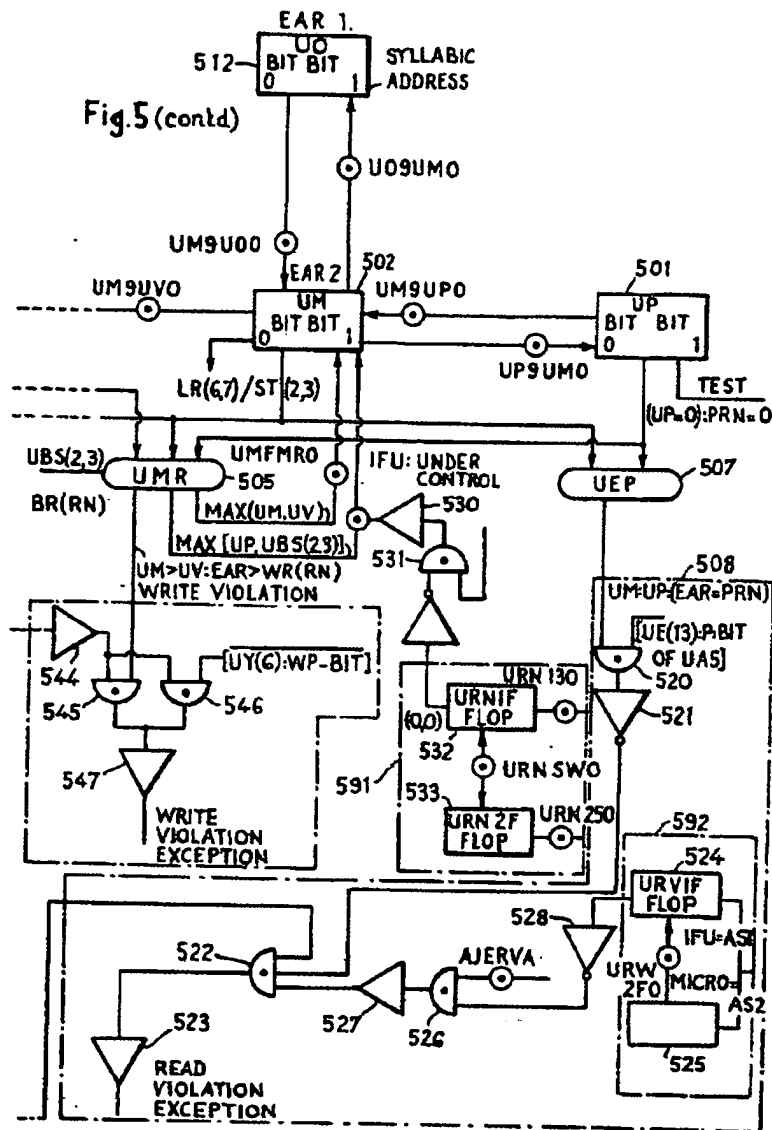 EAR 1.
UO
512
BIT BIT
0 1
SYLLABIC
ADDRESS
Fig.5 (contd)
UO9UMO
UM9UOO
EAR 2
502
501
UM9UVO
UM
UM9UPO
UP
BIT BIT
BIT BIT
0 1
0 1
UP9UMO
LR(6,7)/ST (2,3)
TEST
(UP=0):PRN=0
UBS(2,3)
UMFMRO
IFU: UNDER
CONTROL
UMR
505
530
UEP
507
BR(RN)
MAX(UM,UV)
531
MAX [UP,UBS(2,3)]
UM>UV:EAR>WR(RN)
WRITE VIOLATION
508
UM:UP=(EAR=PRN)
[UE(13):P-BIT
OF UAS]
544
[UY(6):WP-BIT]
520
545
546
URN 130
521
(0,0)
URN1F
FLOP
532
547
591
URN SWO
533
URN 2F
FLOP
URN 250
WRITE
VIOLATION
EXCEPTION
592
524
URV1F
FLOP
528
IFU=AS1
522
AJERVA
URW
2FO
MICRO=
AS2
527
526
523
525
READ
VIOLATION
EXCEPTION